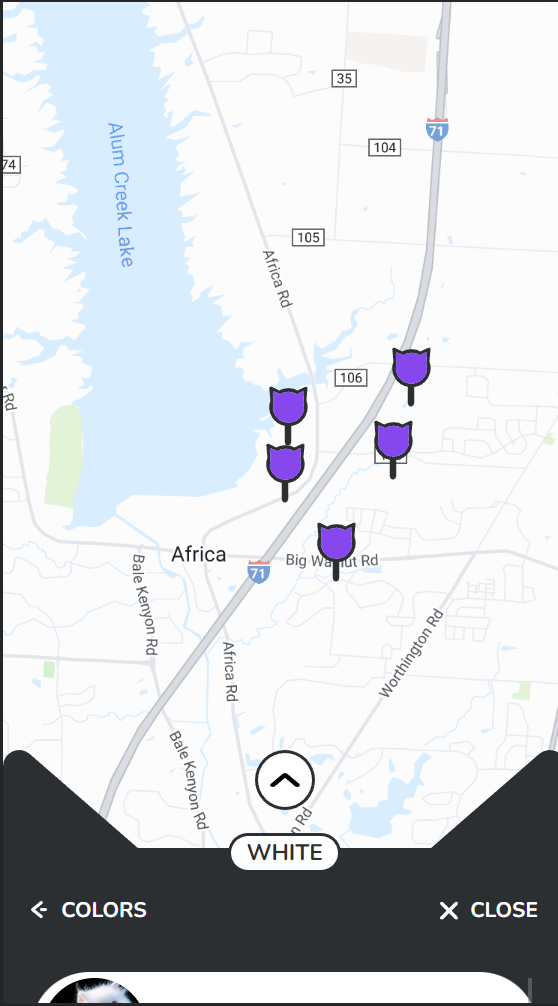 35
71
104
74
Alum Creek Lake
105
Africa Rd
106
Rd
Africa
Big Walnut Rd
71
Bale Kenyon Rd
Africa Rd
Worthington Rd
Bale Kenyon Rd
n Rd
WHITE
COLORS
CLOSE